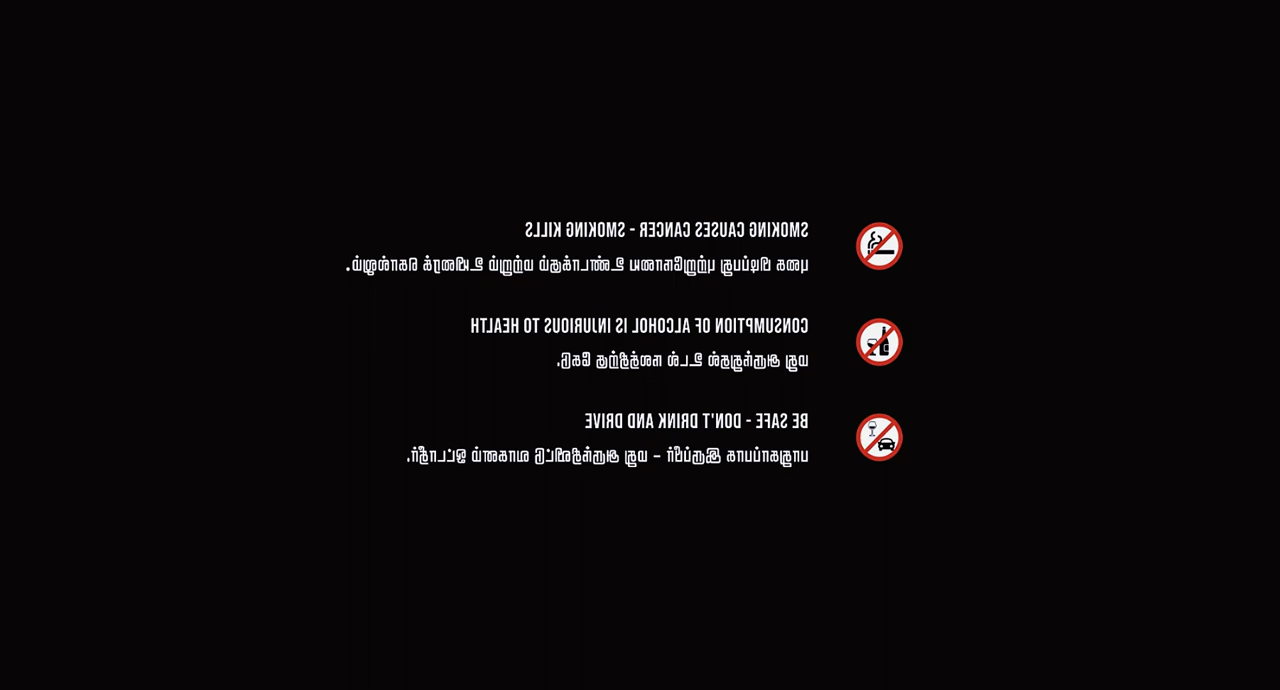 SMOKING CAUSES CANCER - SMOKING KILLS
புகை பிடிப்பது புற்றுநோயை உண்டாக்கும் மற்றும் உயிரைக் கொல்லும்.
CONSUMPTION OF ALCOHOL IS INJURIOUS TO HEALTH
மது அருந்துதல் உடல் நலத்திற்கு கேடு.
BE SAFE - DON'T DRINK AND DRIVE
பாதுகாப்பாக இருப்பீர் - மது அருந்திவிட்டு வாகனம் ஓட்டாதீர்.